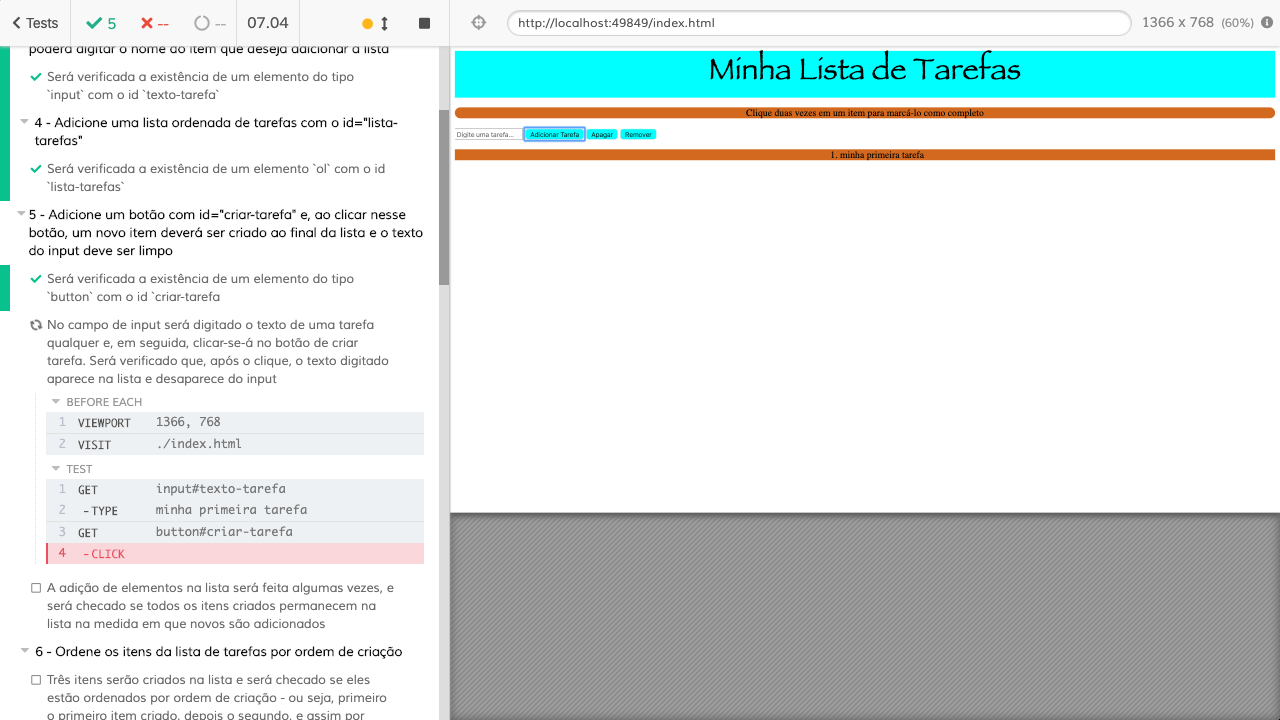 Tests
5
--
--
07.04
http://localhost:49849/index.html
1366 x 768 (60%)
poderá digitar o nome do item que deseja adicionar à lista
Será verificada a existência de um elemento do tipo
`input` com o id `texto-tarefa`
4 - Adicione uma lista ordenada de tarefas com o id="lista-
tarefas"
Será verificada a existência de um elemento `ol` com o id
`lista-tarefas`
5 - Adicione um botão com id="criar-tarefa" e, ao clicar nesse
botão, um novo item deverá ser criado ao final da lista e o texto
do input deve ser limpo
Será verificada a existência de um elemento do tipo
`button` com o id `criar-tarefa
No campo de input será digitado o texto de uma tarefa
qualquer e, em seguida, clicar-se-á no botão de criar
tarefa. Será verificado que, após o clique, o texto digitado
aparece na lista e desaparece do input
BEFORE EACH
1 VIEWPORT 1366, 768
2 VISIT ./index.html
TEST
1 GET input#texto-tarefa
2 -TYPE minha primeira tarefa
3 GET button#criar-tarefa
4 -CLICK
A adição de elementos na lista será feita algumas vezes, e
será checado se todos os itens criados permanecem na
lista na medida em que novos são adicionados
6 - Ordene os itens da lista de tarefas por ordem de criação
Três itens serão criados na lista e será checado se eles
estão ordenados por ordem de criação - ou seja, primeiro
o primeiro item criado, depois o segundo, e assim por
Minha Lista de Tarefas
Clique duas vezes em um item para marcá-lo como completo
Digite uma tarefa...
Adicionar Tarefa
Apagar
Remover
1. minha primeira tarefa